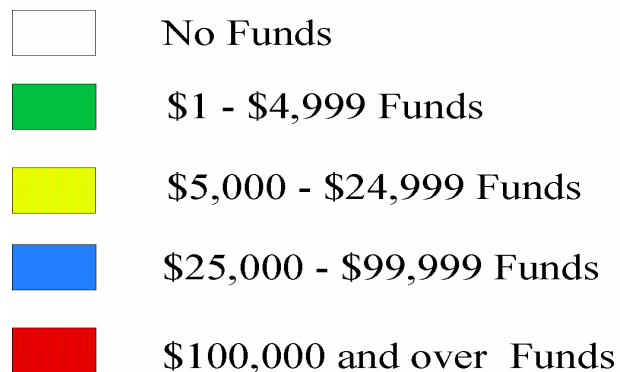 No Funds
$1 - $4,999 Funds
$5,000 - $24,999 Funds
$25,000 - $99,999 Funds
$100,000 and over Funds